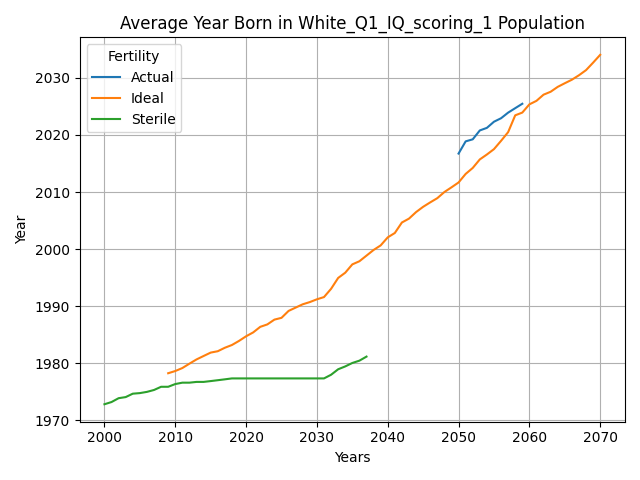 Average Year Born in White_Q1_IQ_scoring_1 Population
Fertility
Actual
Ideal
Sterile
Year
2030
2020
2010
2000
1990
1980
1970
2000 2010 2020 2030 2040 2050 2060 2070
Years